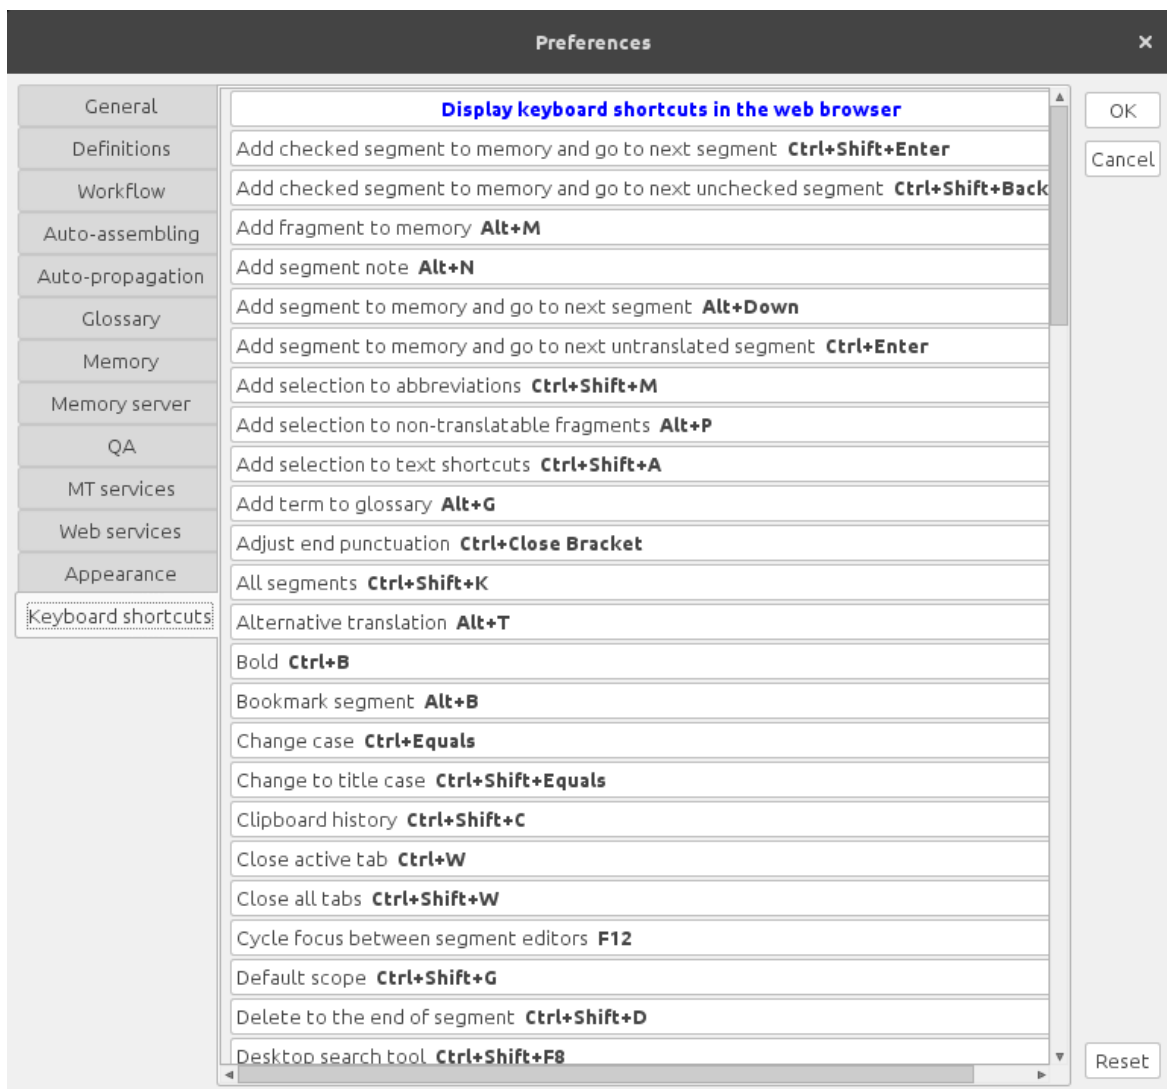 Preferences
General
Definitions
Workflow
Auto-assembling
Auto-propagation
Glossary
Memory
Memory server
QA
MT services
Web services
Appearance
Keyboard shortcuts
Display keyboard shortcuts in the web browser
Add checked segment to memory and go to next segment Ctrl+Shift+Enter
Add checked segment to memory and go to next unchecked segment Ctrl+Shift+Back
Add fragment to memory Alt+M
Add segment note Alt+N
Add segment to memory and go to next segment Alt+Down
Add segment to memory and go to next untranslated segment Ctrl+Enter
Add selection to abbreviations Ctrl+Shift+M
Add selection to non-translatable fragments Alt+P
Add selection to text shortcuts Ctrl+Shift+A
Add term to glossary Alt+G
Adjust end punctuation Ctrl+Close Bracket
All segments Ctrl+Shift+K
Alternative translation Alt+T
Bold Ctrl+B
Bookmark segment Alt+B
Change case Ctrl+Equals
Change to title case Ctrl+Shift+Equals
Clipboard history Ctrl+Shift+C
Close active tab Ctrl+W
Close all tabs Ctrl+Shift+W
Cycle focus between segment editors F12
Default scope Ctrl+Shift+G
Delete to the end of segment Ctrl+Shift+D
Desktop search tool Ctrl+Shift+F8
OK
Cancel
Reset